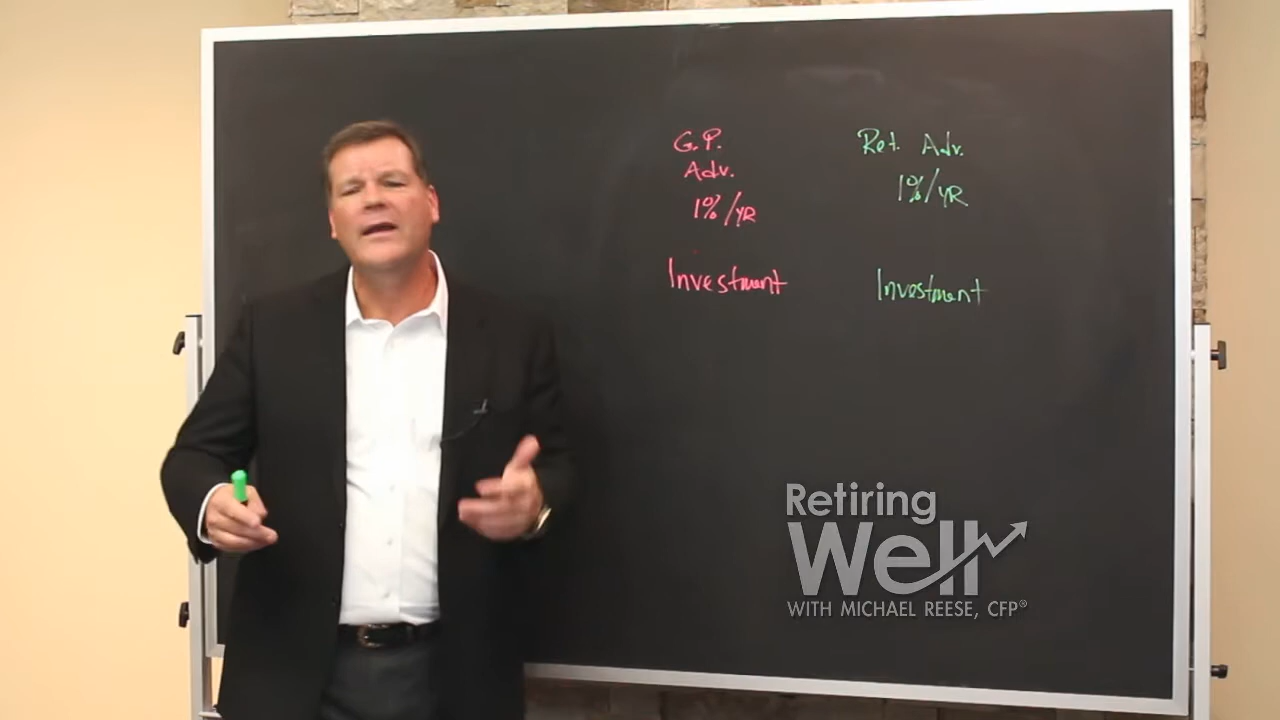 G.P.
Adv.
1%/YR
Investment
Ret. Adv.
1%/YR
Investment
Retiring
Well
WITH MICHAEL REESE, CFP®